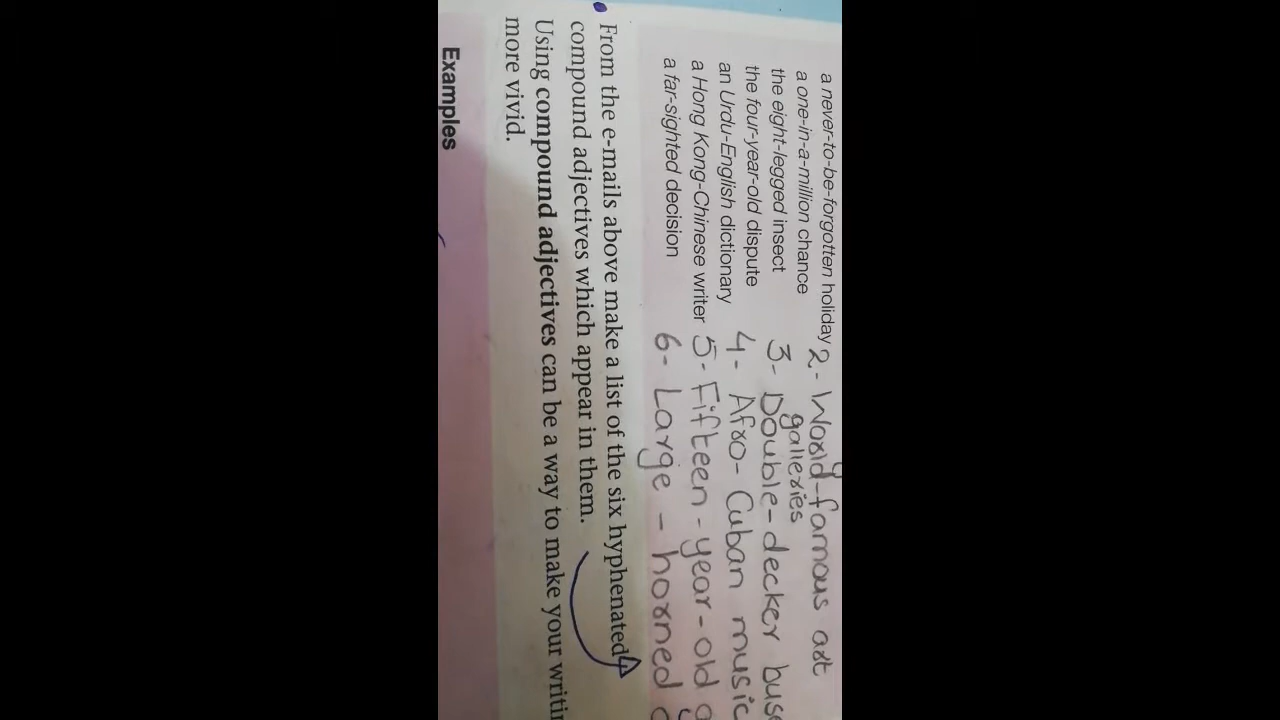 a never-to-be-forgotten holiday 2- World-famous art
galleries
a one-in-a-million chance
the eight-legged insect 3- Double-decker
the four-year-old dispute
an Urdu-English dictionary 4- Afro-Cuban music
a Hong Kong-Chinese writer 5- Fifteen-year-old
a far-sighted decision 6- Large-horned
From the e-mails above make a list of the six hyphenated
compound adjectives which appear in them.
Using compound adjectives can be a way to make your
more vivid.
Examples